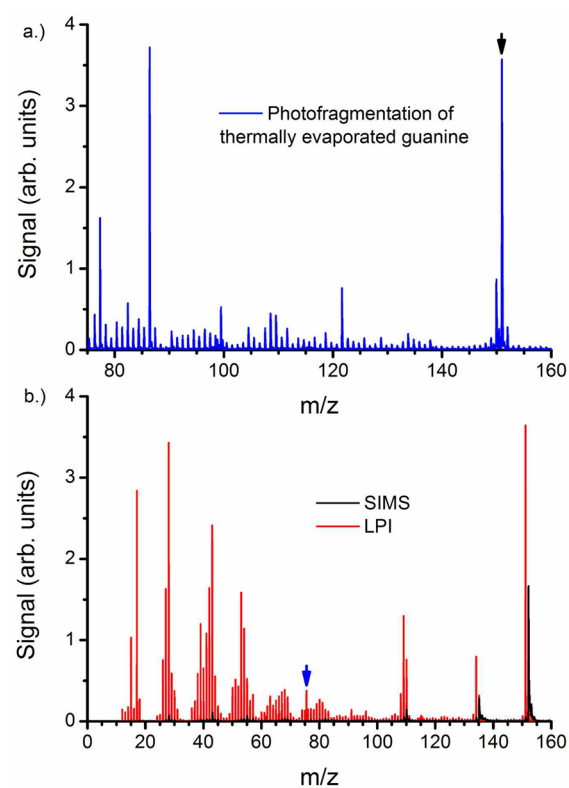 a.)
4
3
2
1
0
Signal (arb. units)
Photofragmentation of
thermally evaporated guanine
80 100 120 140 160
m/z
b.)
4
3
2
1
0
Signal (arb. units)
SIMS
LPI
0 20 40 60 80 100 120 140 160
m/z